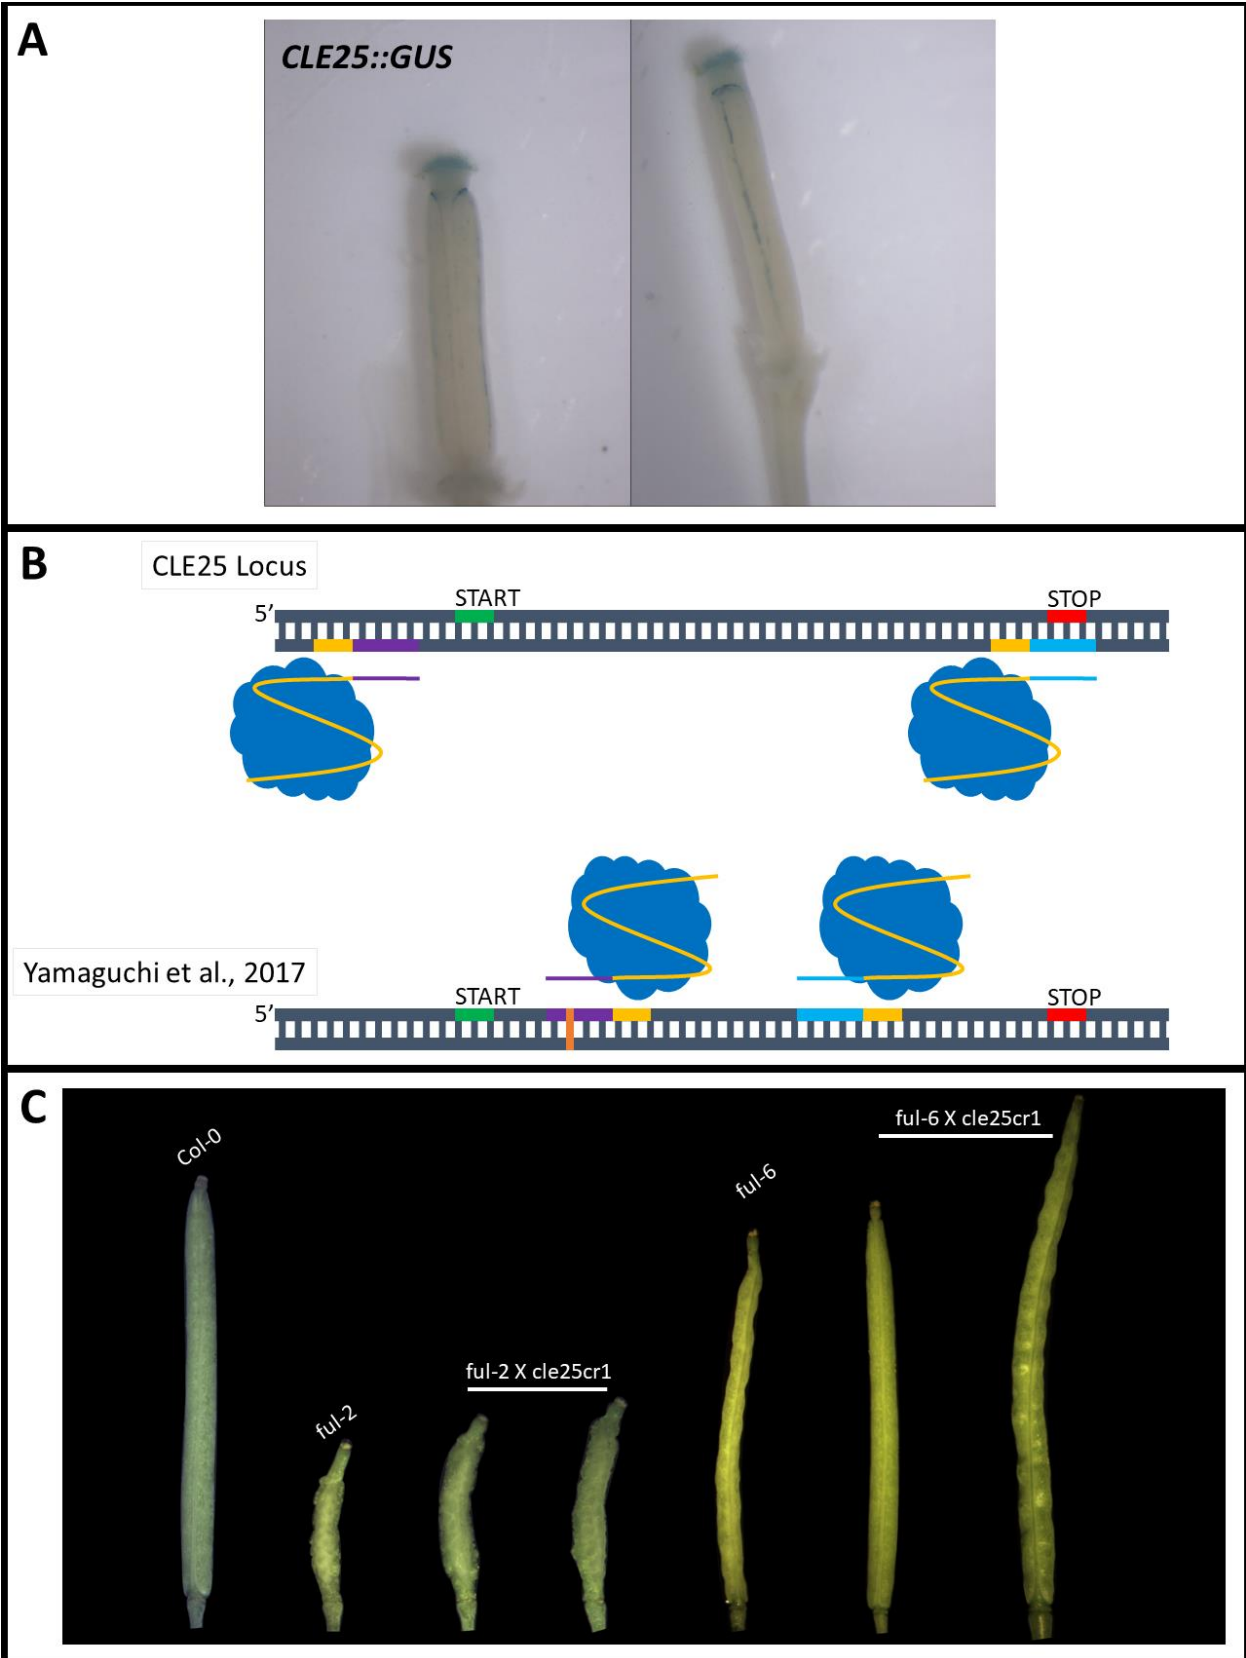 A
CLE25::GUS
B
CLE25 Locus
START
STOP
5’
Yamaguchi et al., 2017
START
STOP
5’
C
Col-0
ful-2
ful-2 X cle25cr1
ful-6
ful-6 X cle25cr1